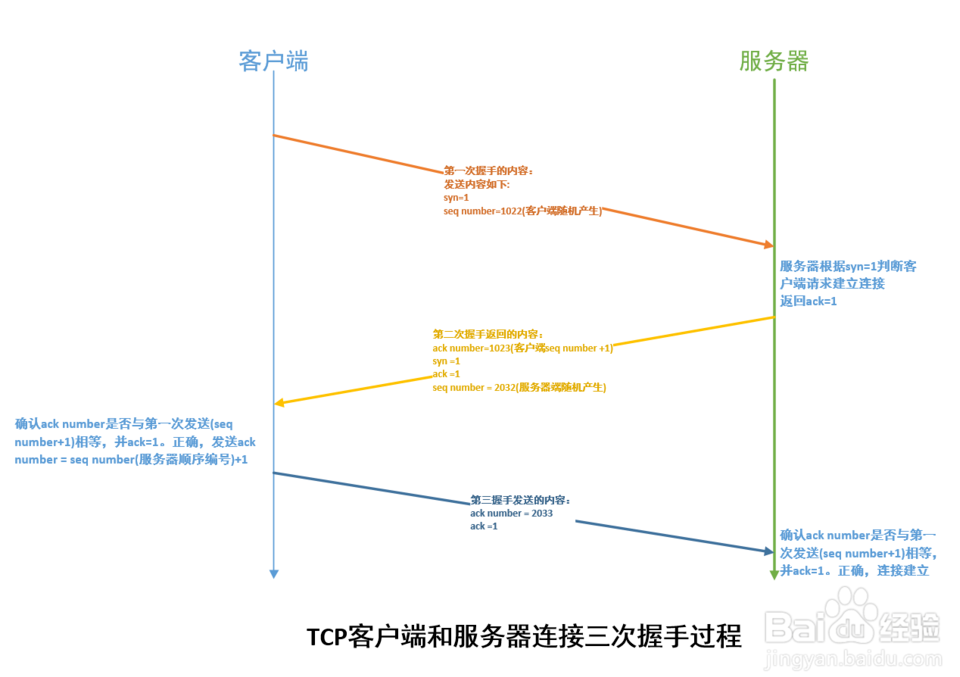 客户端
服务器
第一次握手的内容：
发送内容如下:
syn=1
seq number=1022(客户端随机产生)
服务器根据syn=1判断客
户端请求建立连接
返回ack=1
第二次握手返回的内容：
ack number=1023(客户端seq number +1)
syn =1
ack =1
seq number = 2032(服务器端随机产生)
确认ack number是否与第一次发送(seq
number+1)相等，并ack=1。正确，发送ack
number = seq number(服务器顺序编号)+1
第三握手发送的内容：
ack number = 2033
ack =1
确认ack number是否与第一
次发送(seq number+1)相等，
并ack=1。正确，连接建立
TCP客户端和服务器连接三次握手过程
Bai du 经验
jingyan.baidu.com